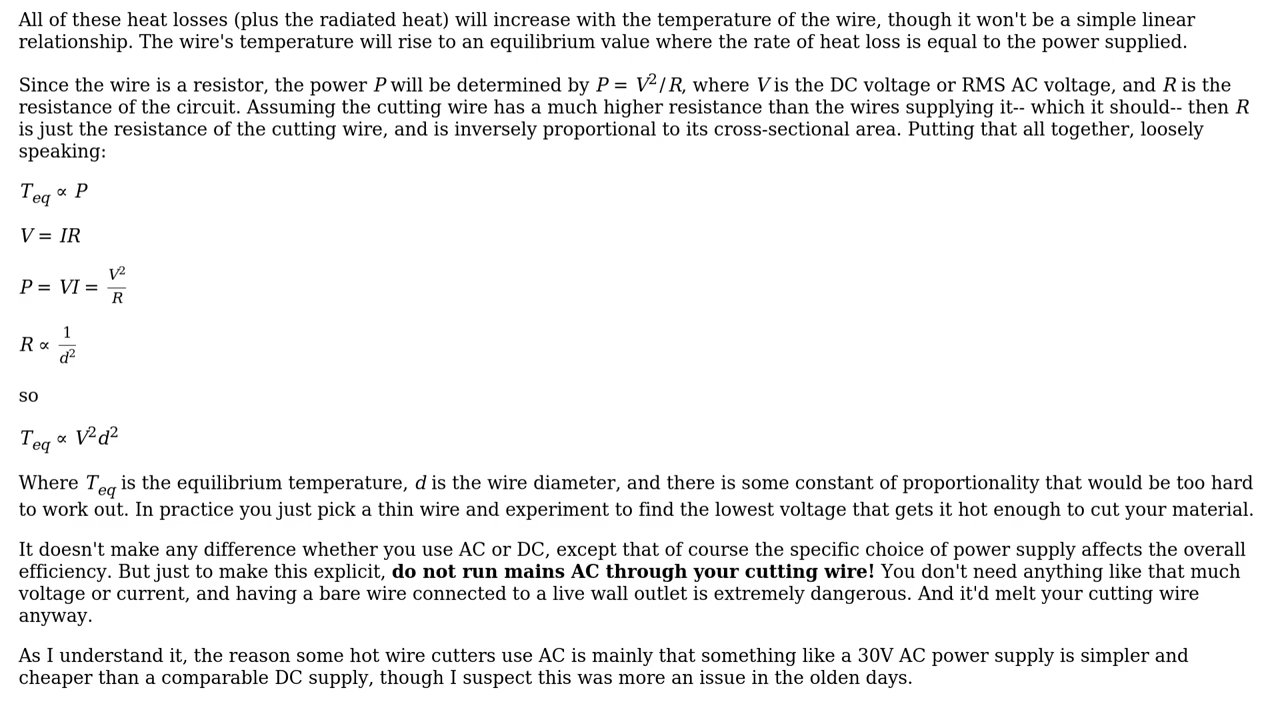 All of these heat losses (plus the radiated heat) will increase with the temperature of the wire, though it won't be a simple linear
relationship. The wire's temperature will rise to an equilibrium value where the rate of heat loss is equal to the power supplied.
Since the wire is a resistor, the power P will be determined by P = V²/R, where V is the DC voltage or RMS AC voltage, and R is the
resistance of the circuit. Assuming the cutting wire has a much higher resistance than the wires supplying it-- which it should-- then R
is just the resistance of the cutting wire, and is inversely proportional to its cross-sectional area. Putting that all together, loosely
speaking:
T_eq ∝ P
V = IR
P = VI = V²/R
R ∝ 1/d²
so
T_eq ∝ V²d²
Where T_eq is the equilibrium temperature, d is the wire diameter, and there is some constant of proportionality that would be too hard
to work out. In practice you just pick a thin wire and experiment to find the lowest voltage that gets it hot enough to cut your material.
It doesn't make any difference whether you use AC or DC, except that of course the specific choice of power supply affects the overall
efficiency. But just to make this explicit, do not run mains AC through your cutting wire! You don't need anything like that much
voltage or current, and having a bare wire connected to a live wall outlet is extremely dangerous. And it'd melt your cutting wire
anyway.
As I understand it, the reason some hot wire cutters use AC is mainly that something like a 30V AC power supply is simpler and
cheaper than a comparable DC supply, though I suspect this was more an issue in the olden days.